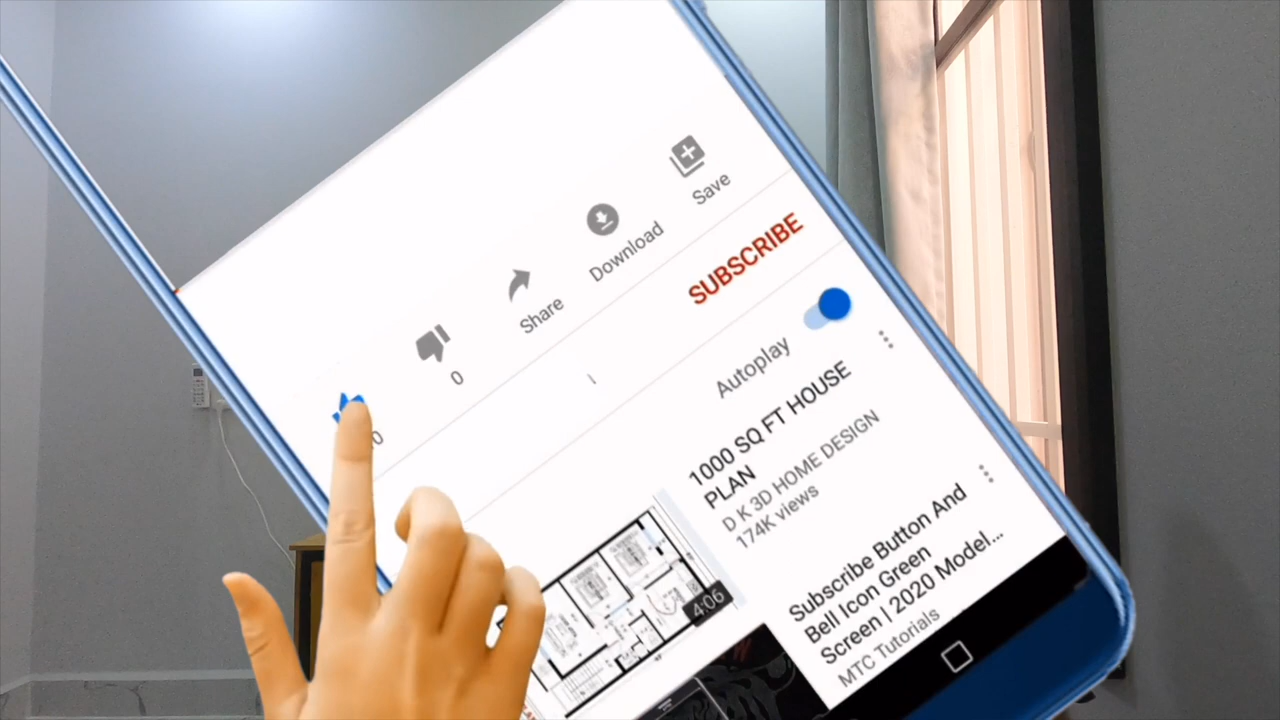 Save
Download
Share
0
0
SUBSCRIBE
Autoplay
1000 SQ FT HOUSE
PLAN
D K 3D HOME DESIGN
174K views
4:06
Subscribe Button And
Bell Icon Green
Screen | 2020 Model...
MTC Tutorials